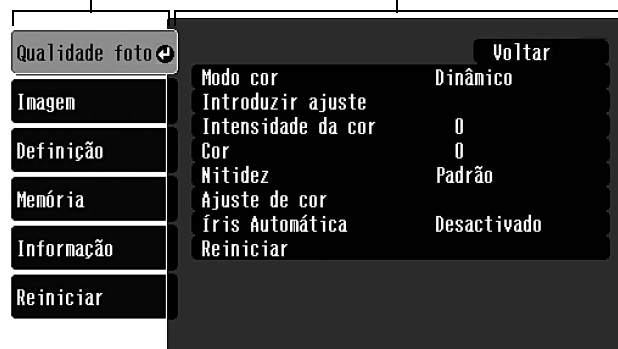 Qualidade foto
Imagem
Definição
Memória
Informação
Reiniciar
Voltar
Modo cor Dinâmico
Introduzir ajuste
Intensidade da cor 0
Cor 0
Nitidez Padrão
Ajuste de cor
Íris Automática Desactivado
Reiniciar